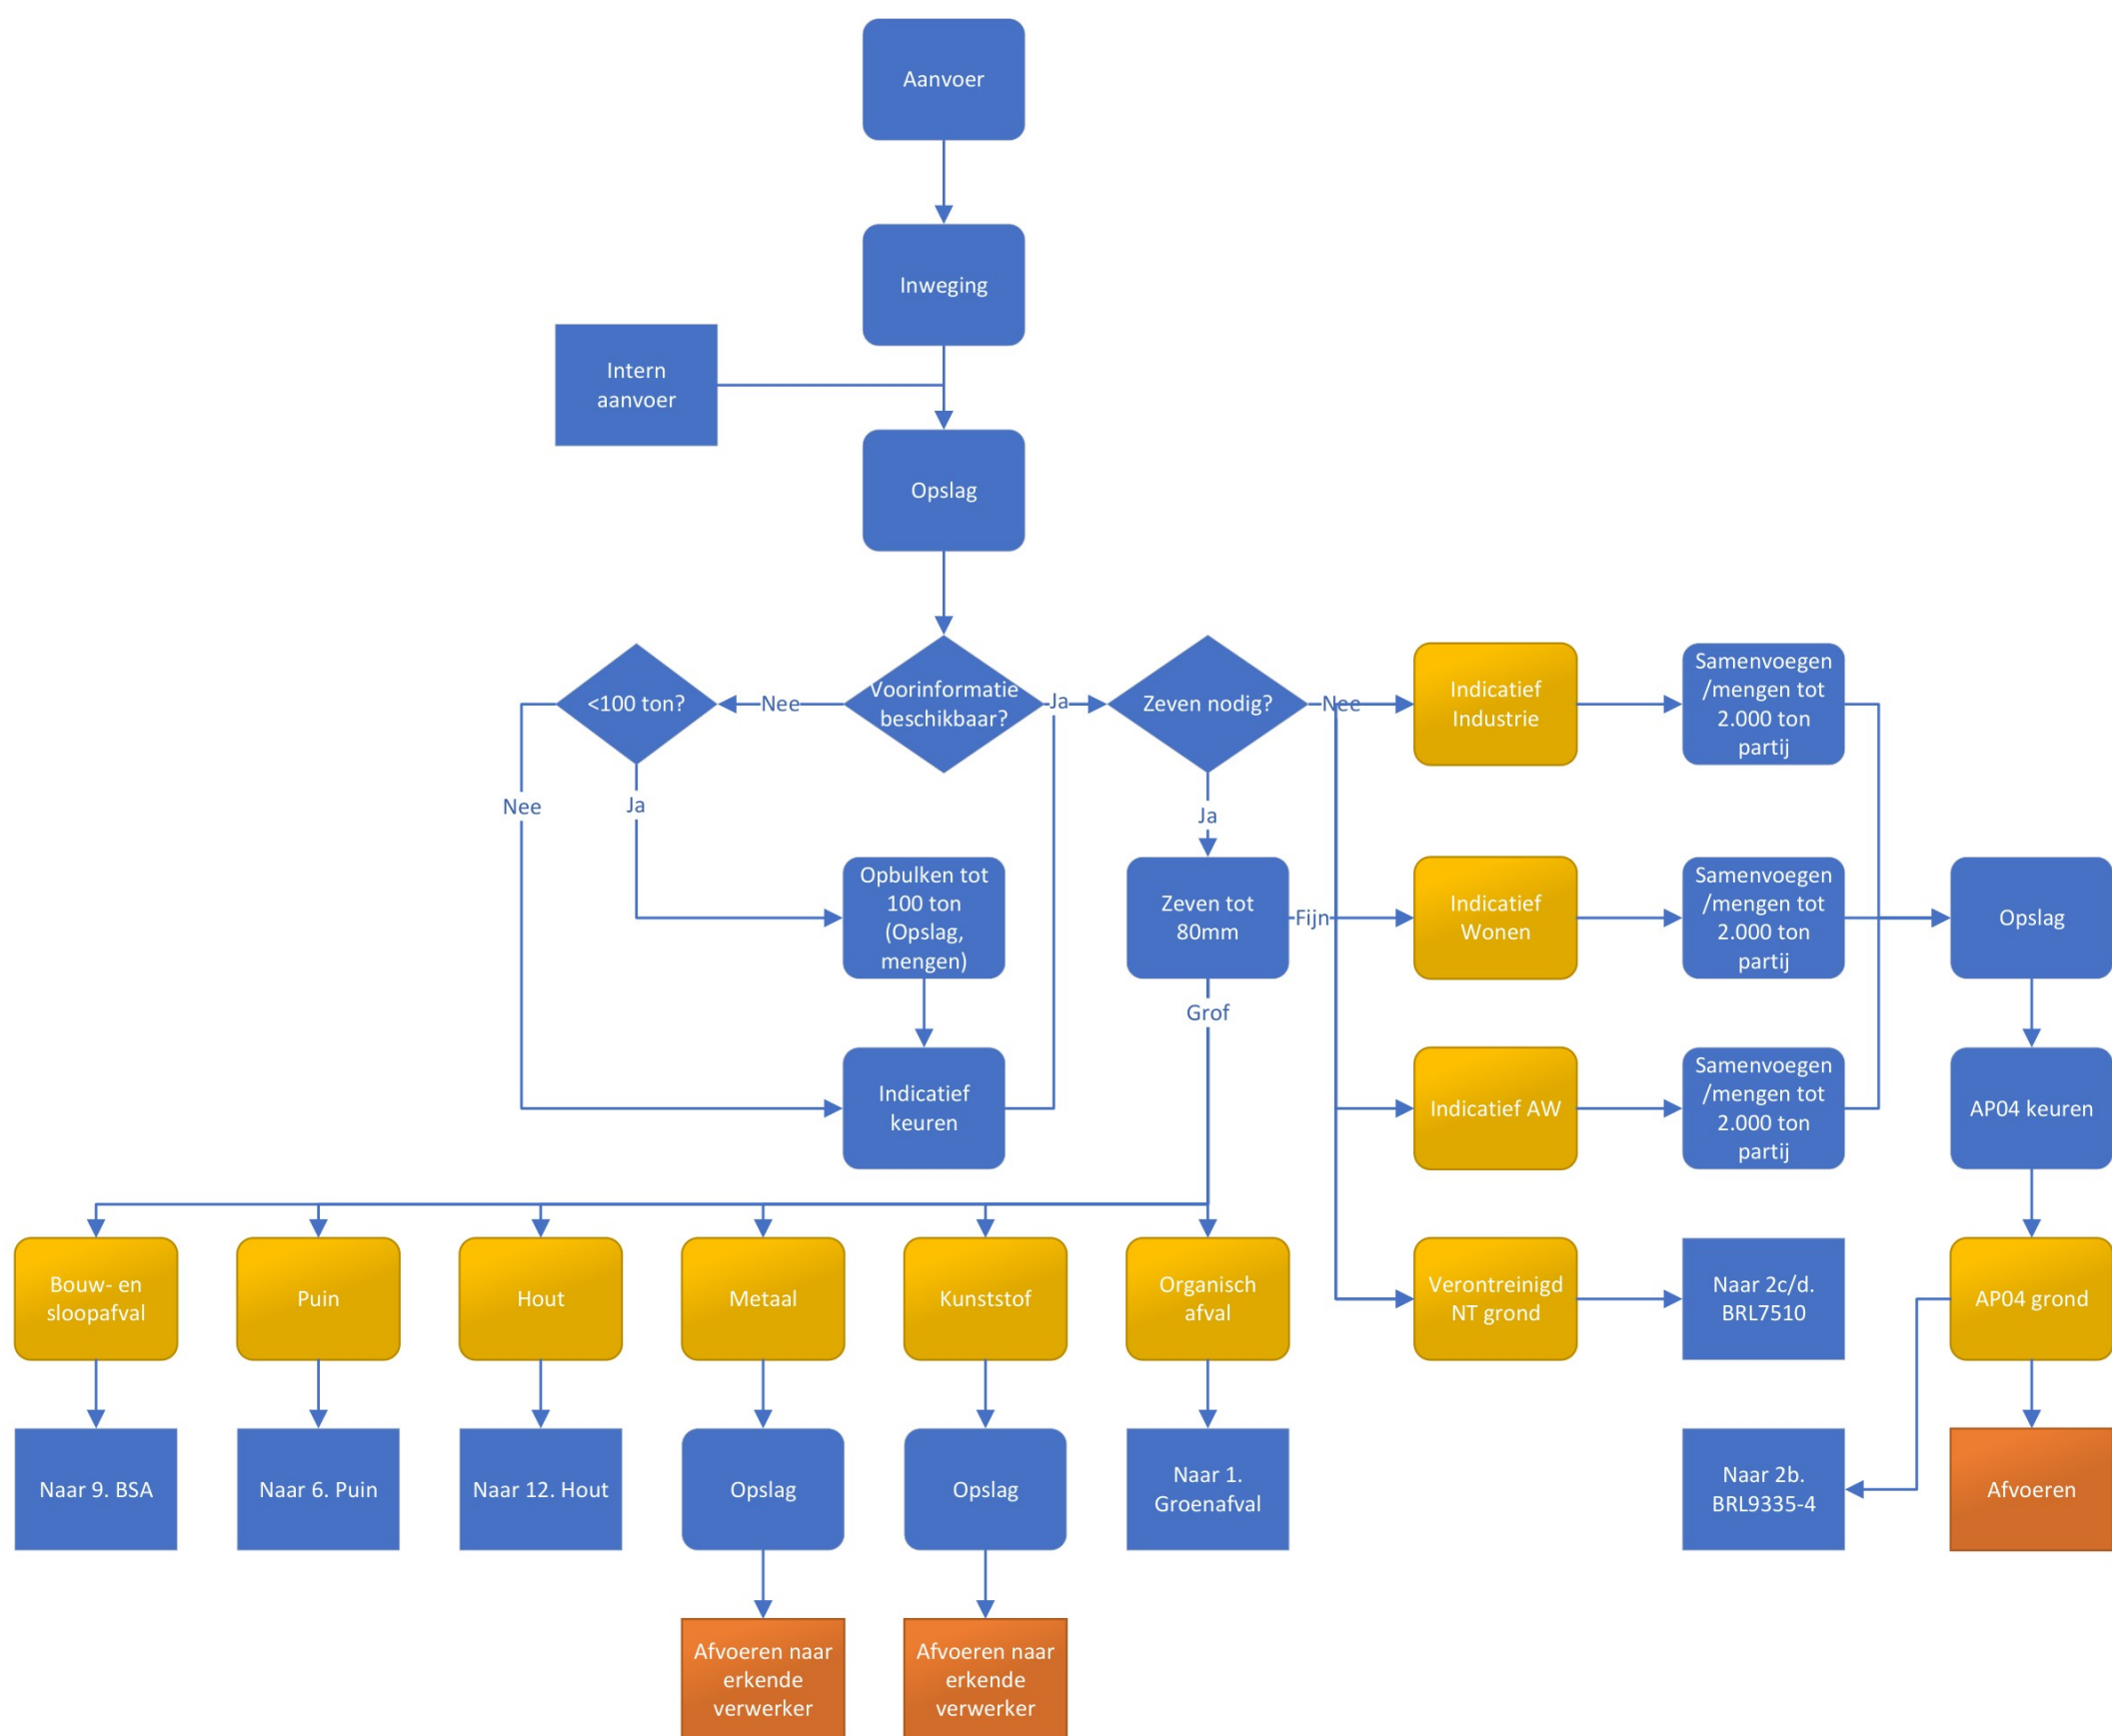 Aanvoer
Inweging
Intern
aanvoer
Opslag
<100 ton?
Nee
Voorinformatie
beschikbaar?
Ja
Zeven nodig?
Nee
Indicatief
Industrie
Samenvoegen
/mengen tot
2.000 ton
partij
Nee
Ja
Ja
Opbulken tot
100 ton
(Opslag,
mengen)
Zeven tot
80mm
Fijn
Indicatief
Wonen
Samenvoegen
/mengen tot
2.000 ton
partij
Opslag
Grof
Indicatief
keuren
Indicatief AW
Samenvoegen
/mengen tot
2.000 ton
partij
AP04 keuren
Bouw- en
sloopafval
Puin
Hout
Metaal
Kunststof
Organisch
afval
Verontreinigd
NT grond
Naar 2c/d.
BRL7510
AP04 grond
Naar 9. BSA
Naar 6. Puin
Naar 12. Hout
Opslag
Opslag
Naar 1.
Groenafval
Naar 2b.
BRL9335-4
Afvoeren
Afvoeren naar
erkende
verwerker
Afvoeren naar
erkende
verwerker